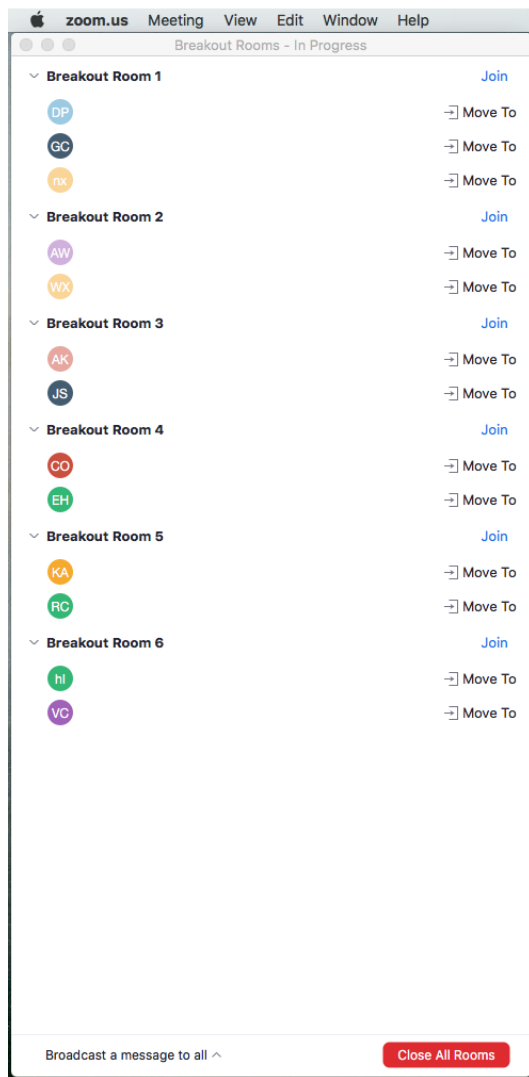 zoom.us Meeting View Edit Window Help
Breakout Rooms - In Progress
Breakout Room 1 Join
DP Move To
GC Move To
nx Move To
Breakout Room 2 Join
AW Move To
WX Move To
Breakout Room 3 Join
AK Move To
JS Move To
Breakout Room 4 Join
CO Move To
EH Move To
Breakout Room 5 Join
KA Move To
RC Move To
Breakout Room 6 Join
hl Move To
VC Move To
Broadcast a message to all Close All Rooms